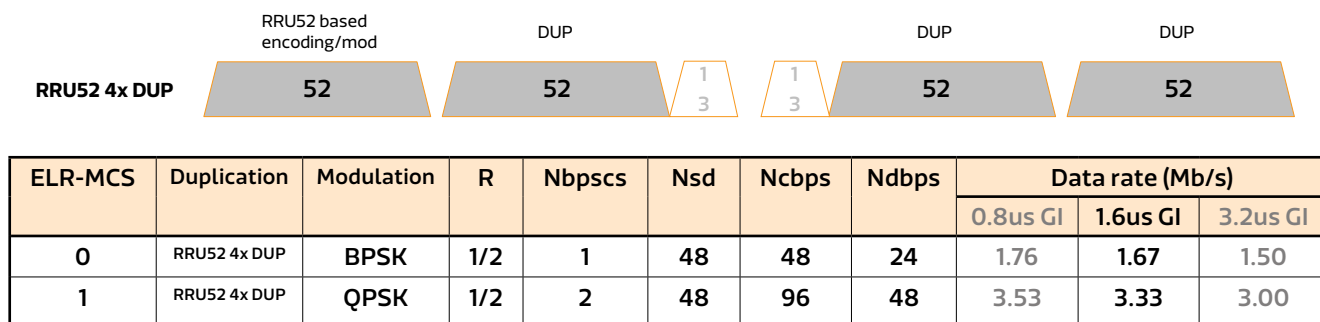 RRU52 based
encoding/mod
DUP
DUP
DUP
RRU52 4x DUP
52
52
1
3
1
3
52
52
ELR-MCS Duplication Modulation R Nbpscs Nsd Ncbps Ndbps Data rate (Mb/s)
0.8us GI 1.6us GI 3.2us GI
0 RRU52 4x DUP BPSK 1/2 1 48 48 24 1.76 1.67 1.50
1 RRU52 4x DUP QPSK 1/2 2 48 96 48 3.53 3.33 3.00